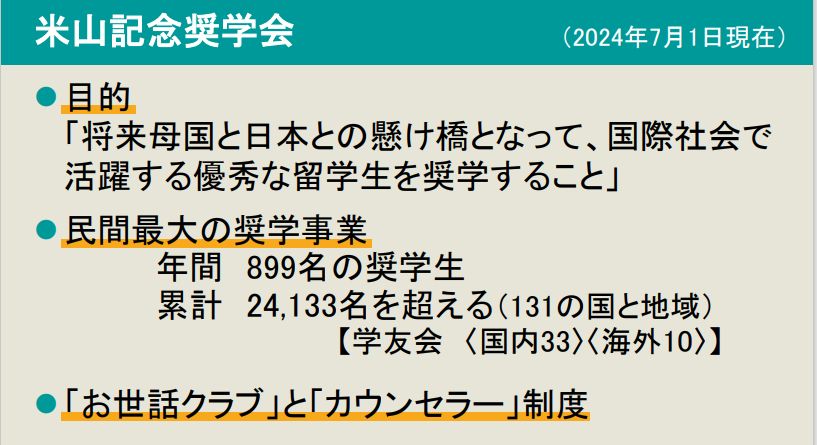 米山記念奨学会
（2024年7月1日現在）
●目的
「将来母国と日本との懸け橋となって、国際社会で
活躍する優秀な留学生を奨学すること」
●民間最大の奨学事業
年間　899名の奨学生
累計　24,133名を超える（131の国と地域）
【学友会　〈国内33〉〈海外10〉】
●「お世話クラブ」と「カウンセラー」制度